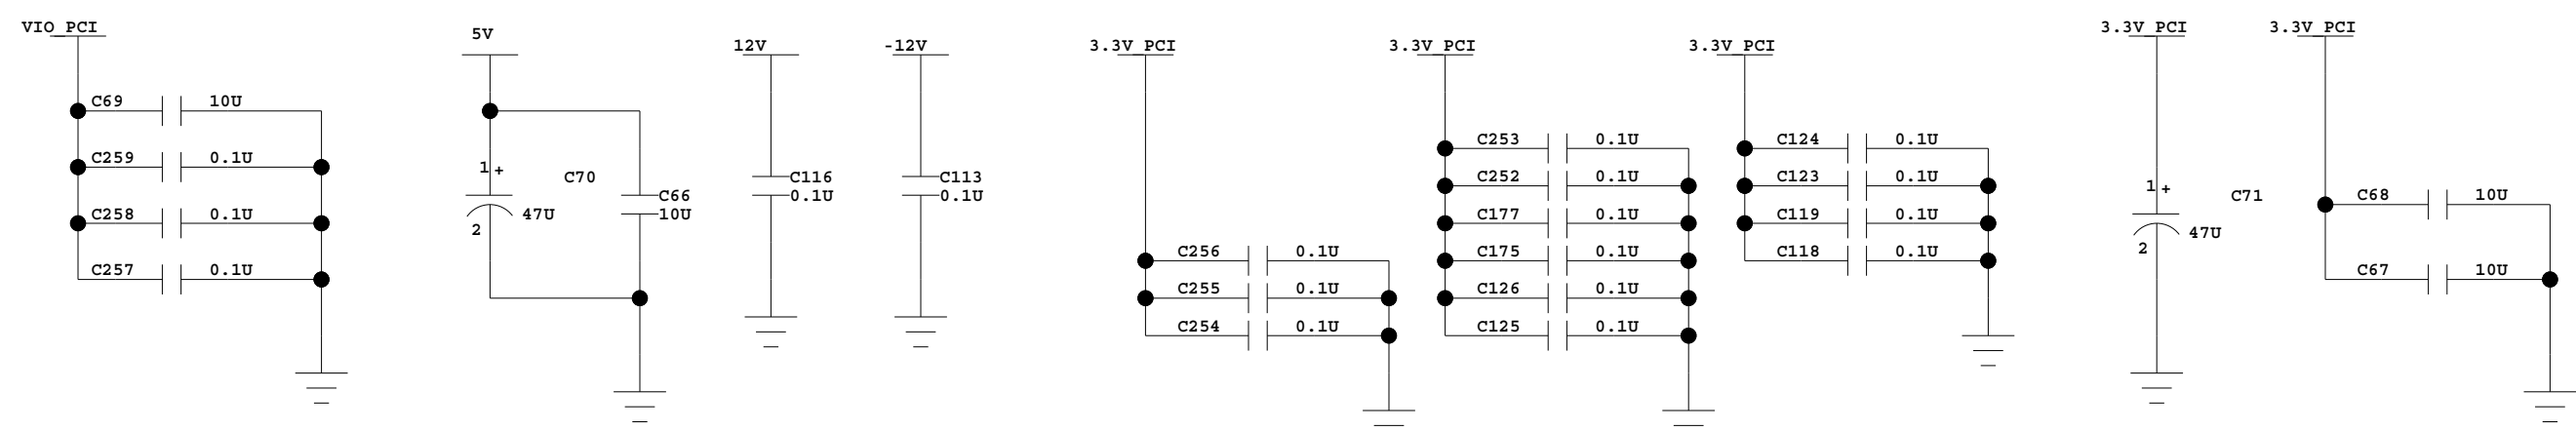 VIO_PCI
C69 10U
C259 0.1U
C258 0.1U
C257 0.1U
5V
1 +
C70
47U
2
C66
10U
12V
C116
0.1U
-12V
C113
0.1U
3.3V_PCI
C256 0.1U
C255 0.1U
C254 0.1U
3.3V_PCI
C253 0.1U
C252 0.1U
C177 0.1U
C175 0.1U
C126 0.1U
C125 0.1U
3.3V_PCI
C124 0.1U
C123 0.1U
C119 0.1U
C118 0.1U
3.3V_PCI
1 +
C71
47U
2
3.3V_PCI
C68 10U
C67 10U